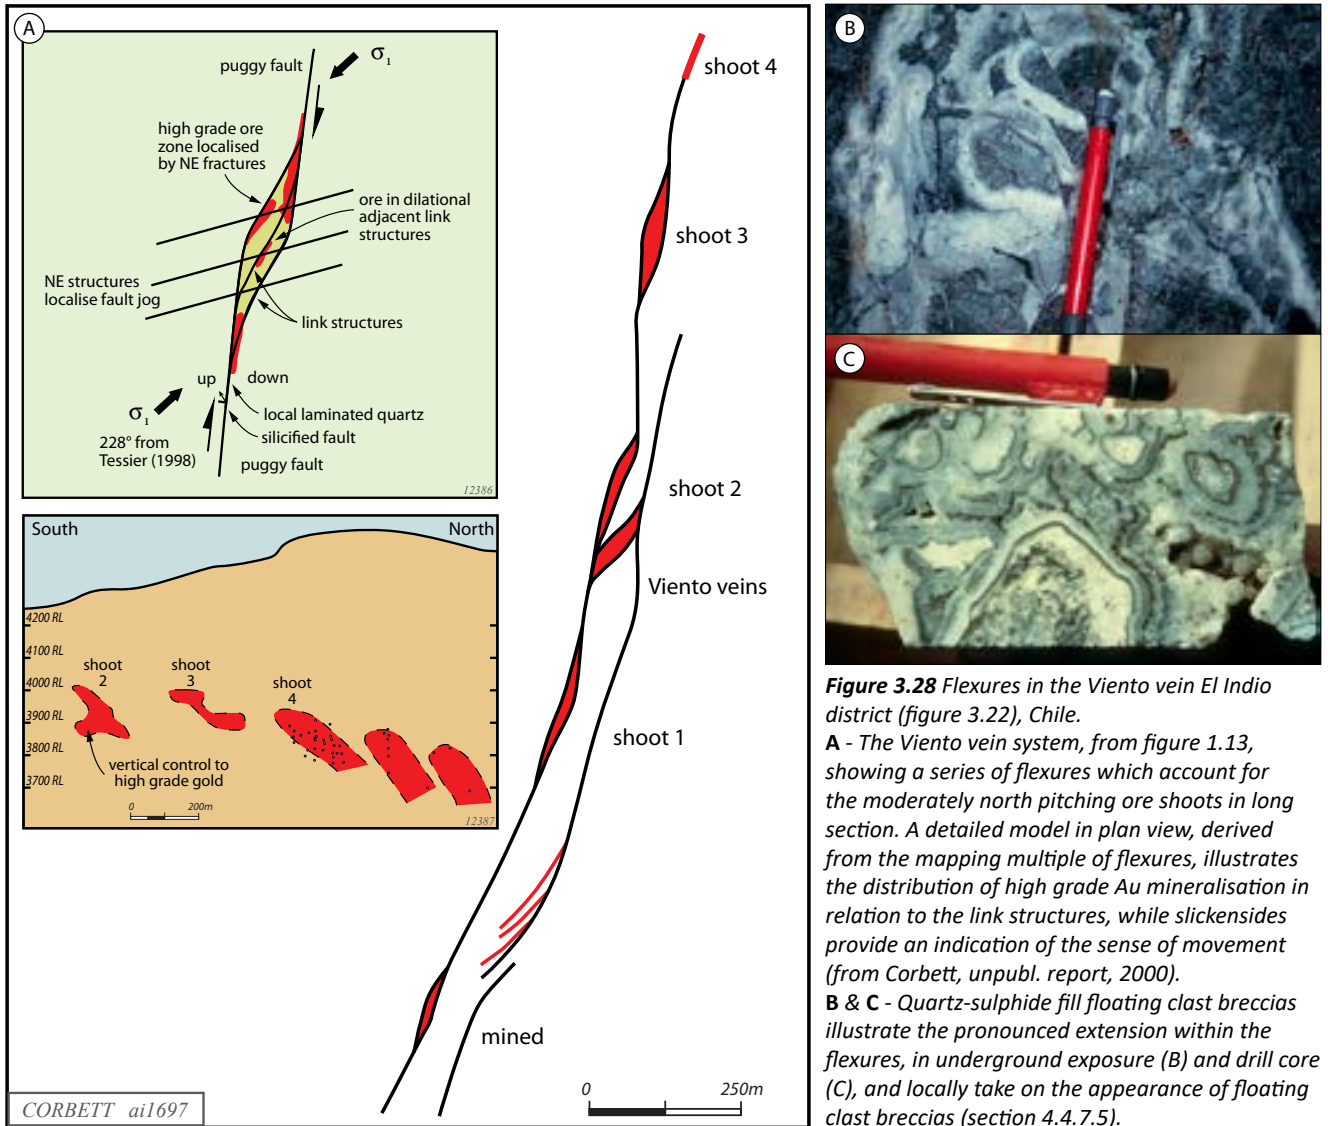 A
puggy fault
σ1
high grade ore
zone localised
by NE fractures
ore in dilational
adjacent link
structures
NE structures
localise fault jog
link structures
up
down
σ1
local laminated quartz
silicified fault
228° from
Tessier (1998)
puggy fault
12386
South
North
4200 RL
4100 RL
4000 RL
3900 RL
3800 RL
3700 RL
shoot
2
shoot
3
shoot
4
vertical control to
high grade gold
0
200m
12387
shoot 4
shoot 3
shoot 2
Viento veins
shoot 1
mined
0
250m
CORBETT ai1697
B
C
Figure 3.28 Flexures in the Viento vein El Indio
district (figure 3.22), Chile.
A - The Viento vein system, from figure 1.13,
showing a series of flexures which account for
the moderately north pitching ore shoots in long
section. A detailed model in plan view, derived
from the mapping multiple of flexures, illustrates
the distribution of high grade Au mineralisation in
relation to the link structures, while slickensides
provide an indication of the sense of movement
(from Corbett, unpubl. report, 2000).
B & C - Quartz-sulphide fill floating clast breccias
illustrate the pronounced extension within the
flexures, in underground exposure (B) and drill core
(C), and locally take on the appearance of floating
clast breccias (section 4.4.7.5).